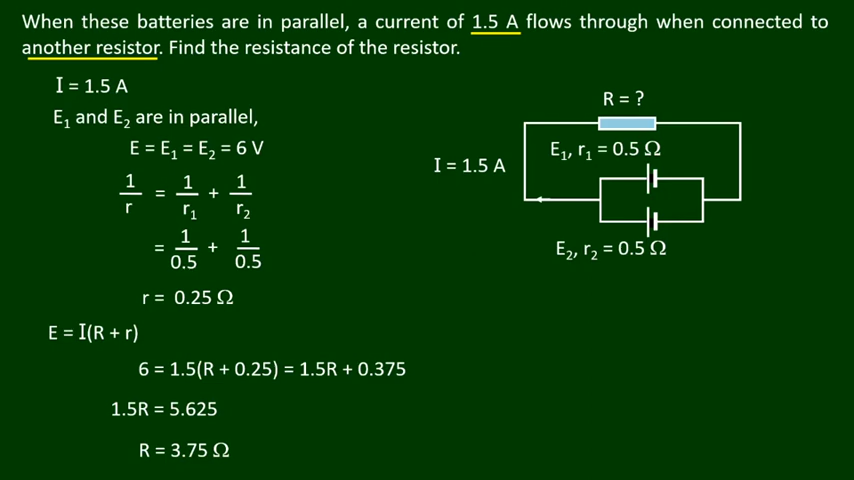 When these batteries are in parallel, a current of 1.5 A flows through when connected to
another resistor. Find the resistance of the resistor.
I = 1.5 A
E₁ and E₂ are in parallel,
E = E₁ = E₂ = 6 V
1/r = 1/r₁ + 1/r₂
= 1/0.5 + 1/0.5
r = 0.25 Ω
E = I(R + r)
6 = 1.5(R + 0.25) = 1.5R + 0.375
1.5R = 5.625
R = 3.75 Ω
R = ?
E₁, r₁ = 0.5 Ω
I = 1.5 A
E₂, r₂ = 0.5 Ω